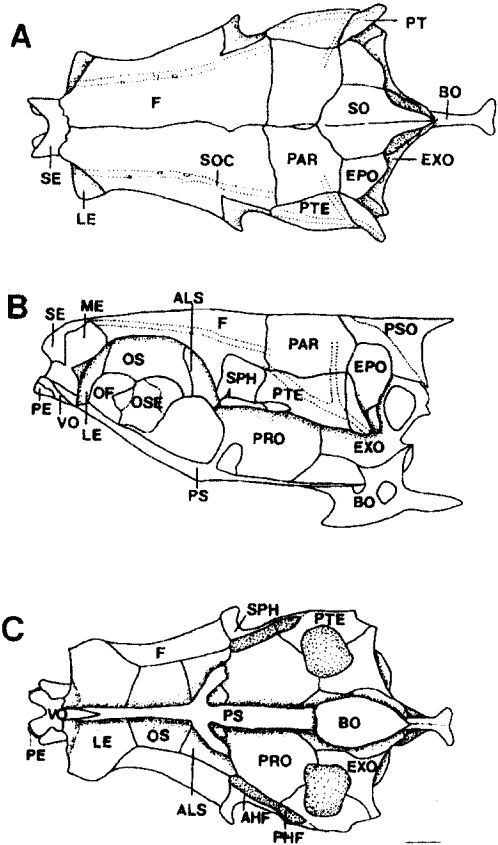 A
PT
F
SO
BO
SOC
PAR
EXO
SE
EPO
PTE
LE
B
SE
ME
ALS
F
PSO
OS
PAR
EPO
SPH
OF
OSE
PTE
PE
VO
LE
PRO
EXO
PS
BO
C
SPH
PTE
F
V
PS
BO
PE
LE
OS
PRO
EXO
ALS
AHF
PHF